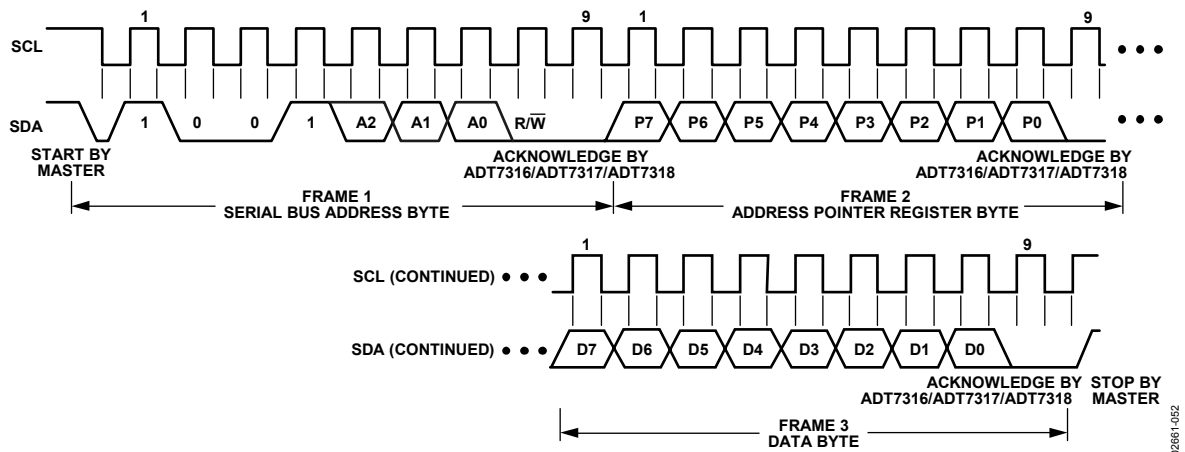 1 9 1 9
SCL
SDA 1 0 0 1 A2 A1 A0 R/W̅ P7 P6 P5 P4 P3 P2 P1 P0
START BY
MASTER
ACKNOWLEDGE BY
ADT7316/ADT7317/ADT7318
ACKNOWLEDGE BY
ADT7316/ADT7317/ADT7318
FRAME 1
SERIAL BUS ADDRESS BYTE
FRAME 2
ADDRESS POINTER REGISTER BYTE
1 9
SCL (CONTINUED)
SDA (CONTINUED) D7 D6 D5 D4 D3 D2 D1 D0
ACKNOWLEDGE BY
ADT7316/ADT7317/ADT7318
STOP BY
MASTER
FRAME 3
DATA BYTE
02661-052